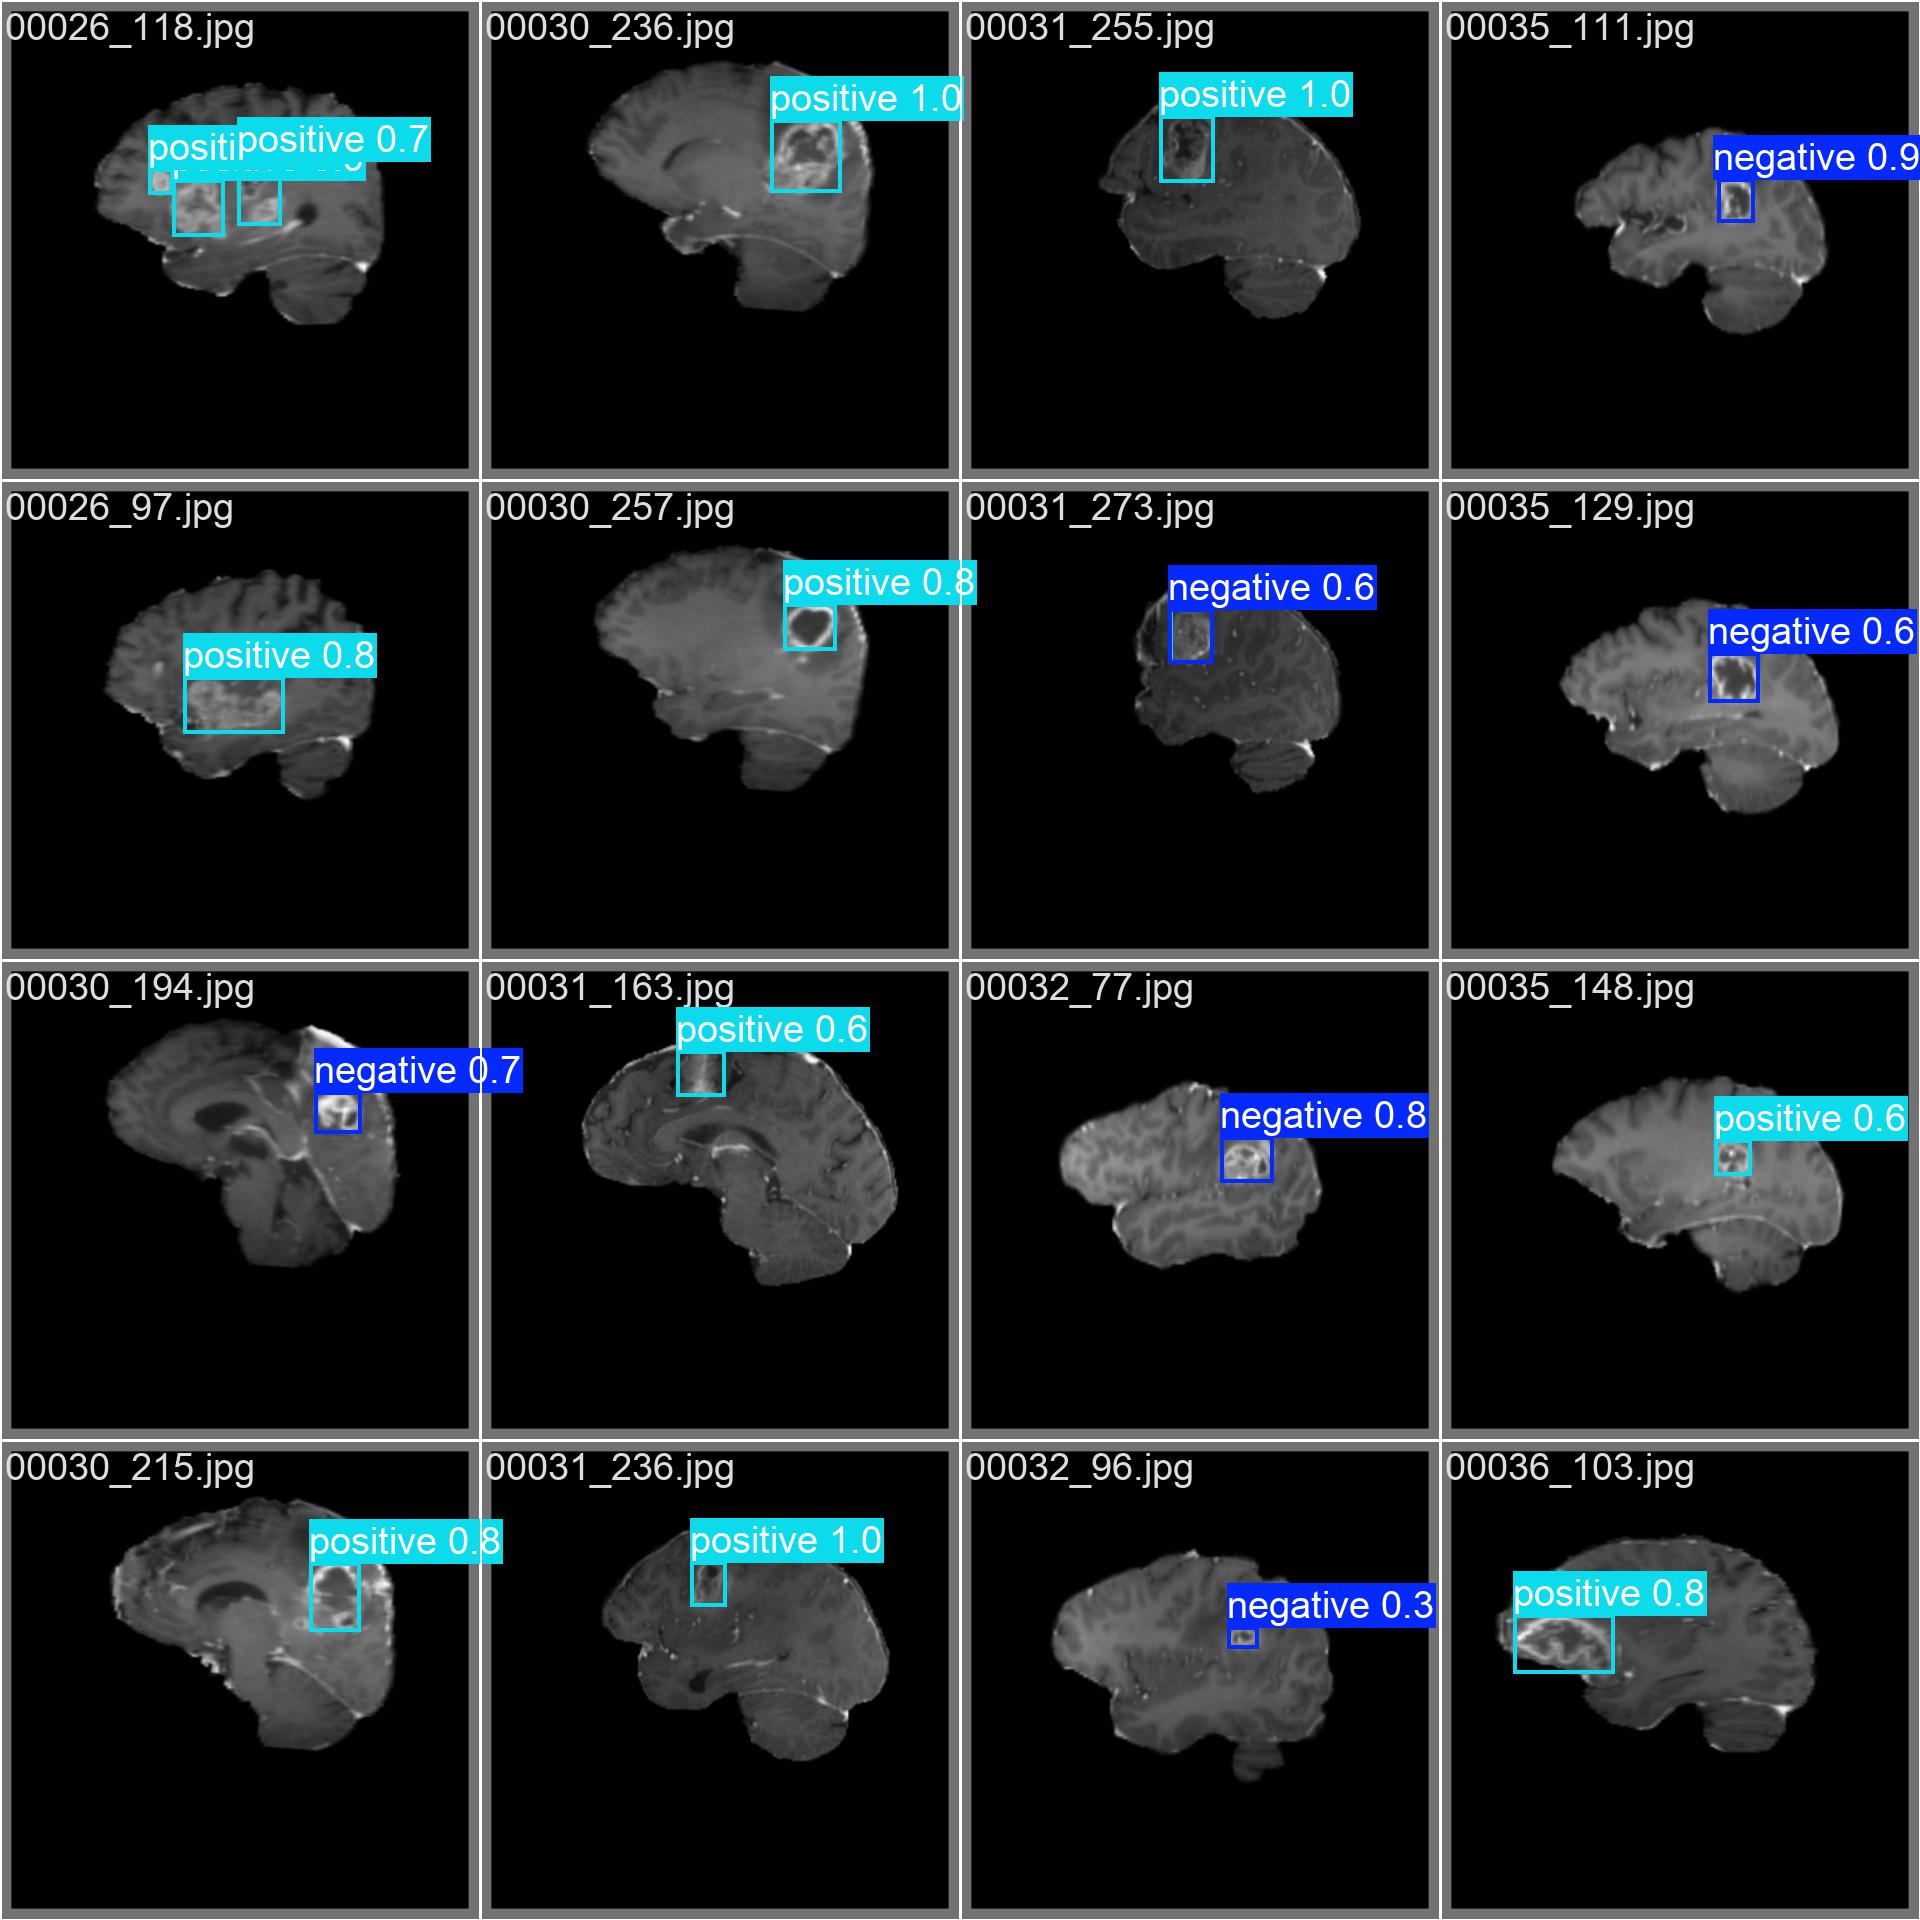 00026_118.jpg
positi
positive 0.7
00030_236.jpg
positive 1.0
00031_255.jpg
positive 1.0
00035_111.jpg
negative 0.9
00026_97.jpg
positive 0.8
00030_257.jpg
positive 0.8
00031_273.jpg
negative 0.6
00035_129.jpg
negative 0.6
00030_194.jpg
negative 0.7
00031_163.jpg
positive 0.6
00032_77.jpg
negative 0.8
00035_148.jpg
positive 0.6
00030_215.jpg
positive 0.8
00031_236.jpg
positive 1.0
00032_96.jpg
negative 0.3
00036_103.jpg
positive 0.8